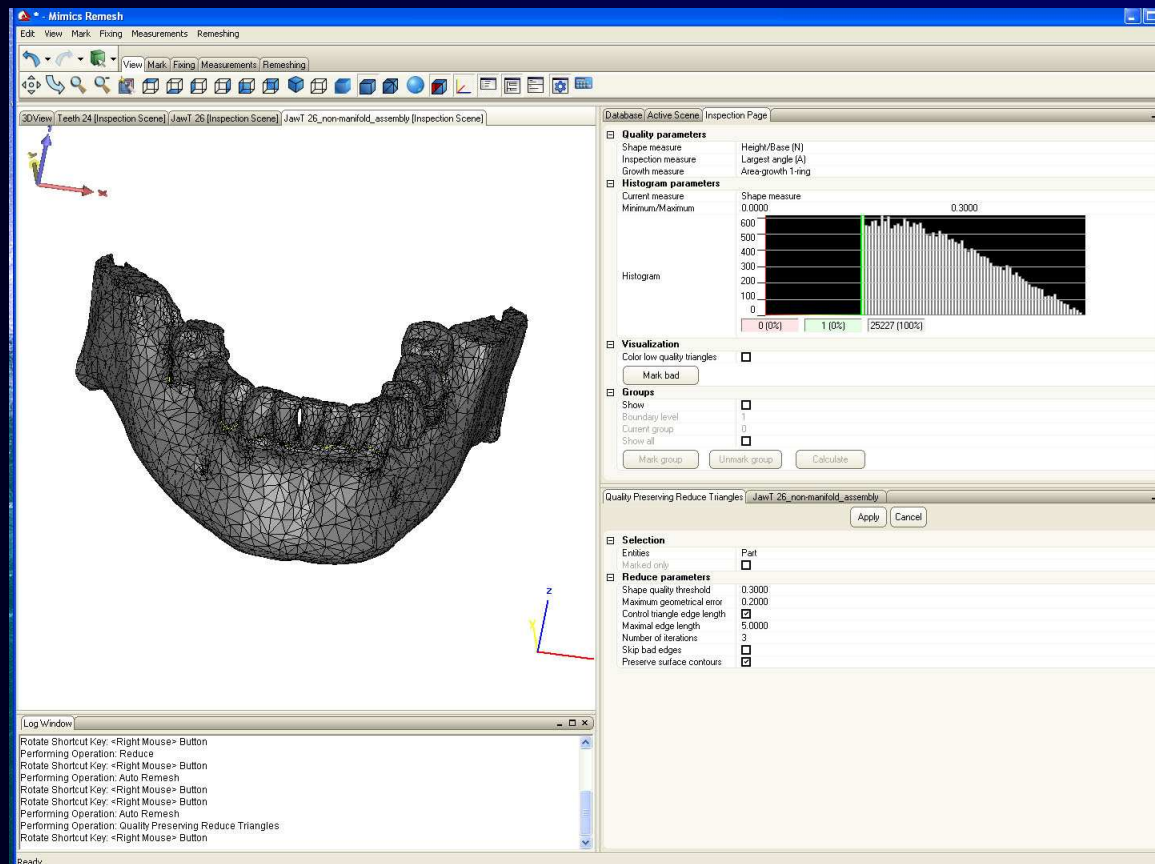 * - Mimics Remesh
Edit View Mark Fixing Measurements Remeshing
View Mark Fixing Measurements Remeshing
3DView Teeth 24 [Inspection Scene] JawT 26 [Inspection Scene] JawT 26_non-manifold_assembly [Inspection Scene]
Database Active Scene Inspection Page
Quality parameters
Shape measure Height/Base (N)
Inspection measure Largest angle (A)
Growth measure Area-growth 1-ring
Histogram parameters
Current measure Shape measure
Minimum/Maximum 0.0000 0.3000
600
500
400
Histogram 300
200
100
0
0 (0%) 1 (0%) 25227 (100%)
Visualization
Color low quality triangles
Mark bad
Groups
Show
Boundary level 1
Current group 0
Show all
Mark group Unmark group Calculate
Quality Preserving Reduce Triangles JawT 26_non-manifold_assembly
Apply Cancel
Selection
Entities Part
Marked only
Reduce parameters
Shape quality threshold 0.3000
Maximum geometrical error 0.2000
Control triangle edge length
Maximal edge length 5.0000
Number of iterations 3
Skip bad edges
Preserve surface contours
z
Y
Log Window
Rotate Shortcut Key: <Right Mouse> Button
Performing Operation: Reduce
Rotate Shortcut Key: <Right Mouse> Button
Performing Operation: Auto Remesh
Rotate Shortcut Key: <Right Mouse> Button
Rotate Shortcut Key: <Right Mouse> Button
Performing Operation: Auto Remesh
Performing Operation: Quality Preserving Reduce Triangles
Rotate Shortcut Key: <Right Mouse> Button
Ready